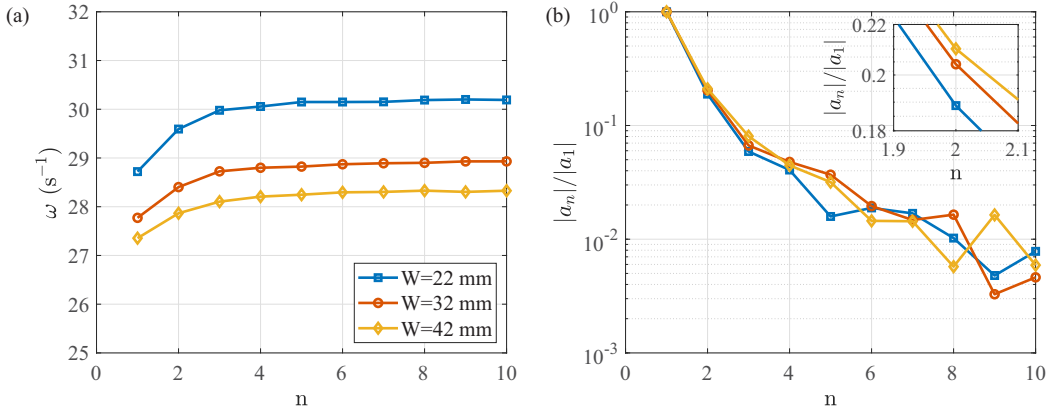 (a)
31
30
29
28
27
26
25
ω (s⁻¹)
0
2
4
6
8
10
n
W=22 mm
W=32 mm
W=42 mm
(b)
10⁰
10⁻¹
10⁻²
10⁻³
|aₙ|/|a₁|
0
2
4
6
8
10
n
0.22
0.2
0.18
|aₙ|/|a₁|
1.9
2
2.1
n